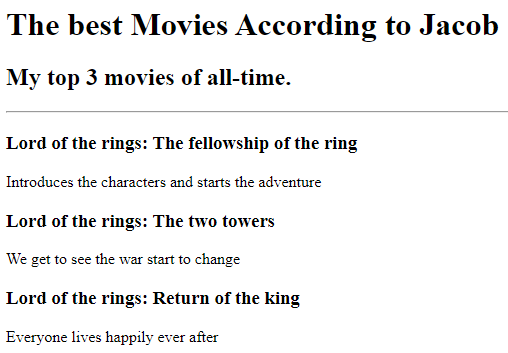 The best Movies According to Jacob
My top 3 movies of all-time.
Lord of the rings: The fellowship of the ring
Introduces the characters and starts the adventure
Lord of the rings: The two towers
We get to see the war start to change
Lord of the rings: Return of the king
Everyone lives happily ever after